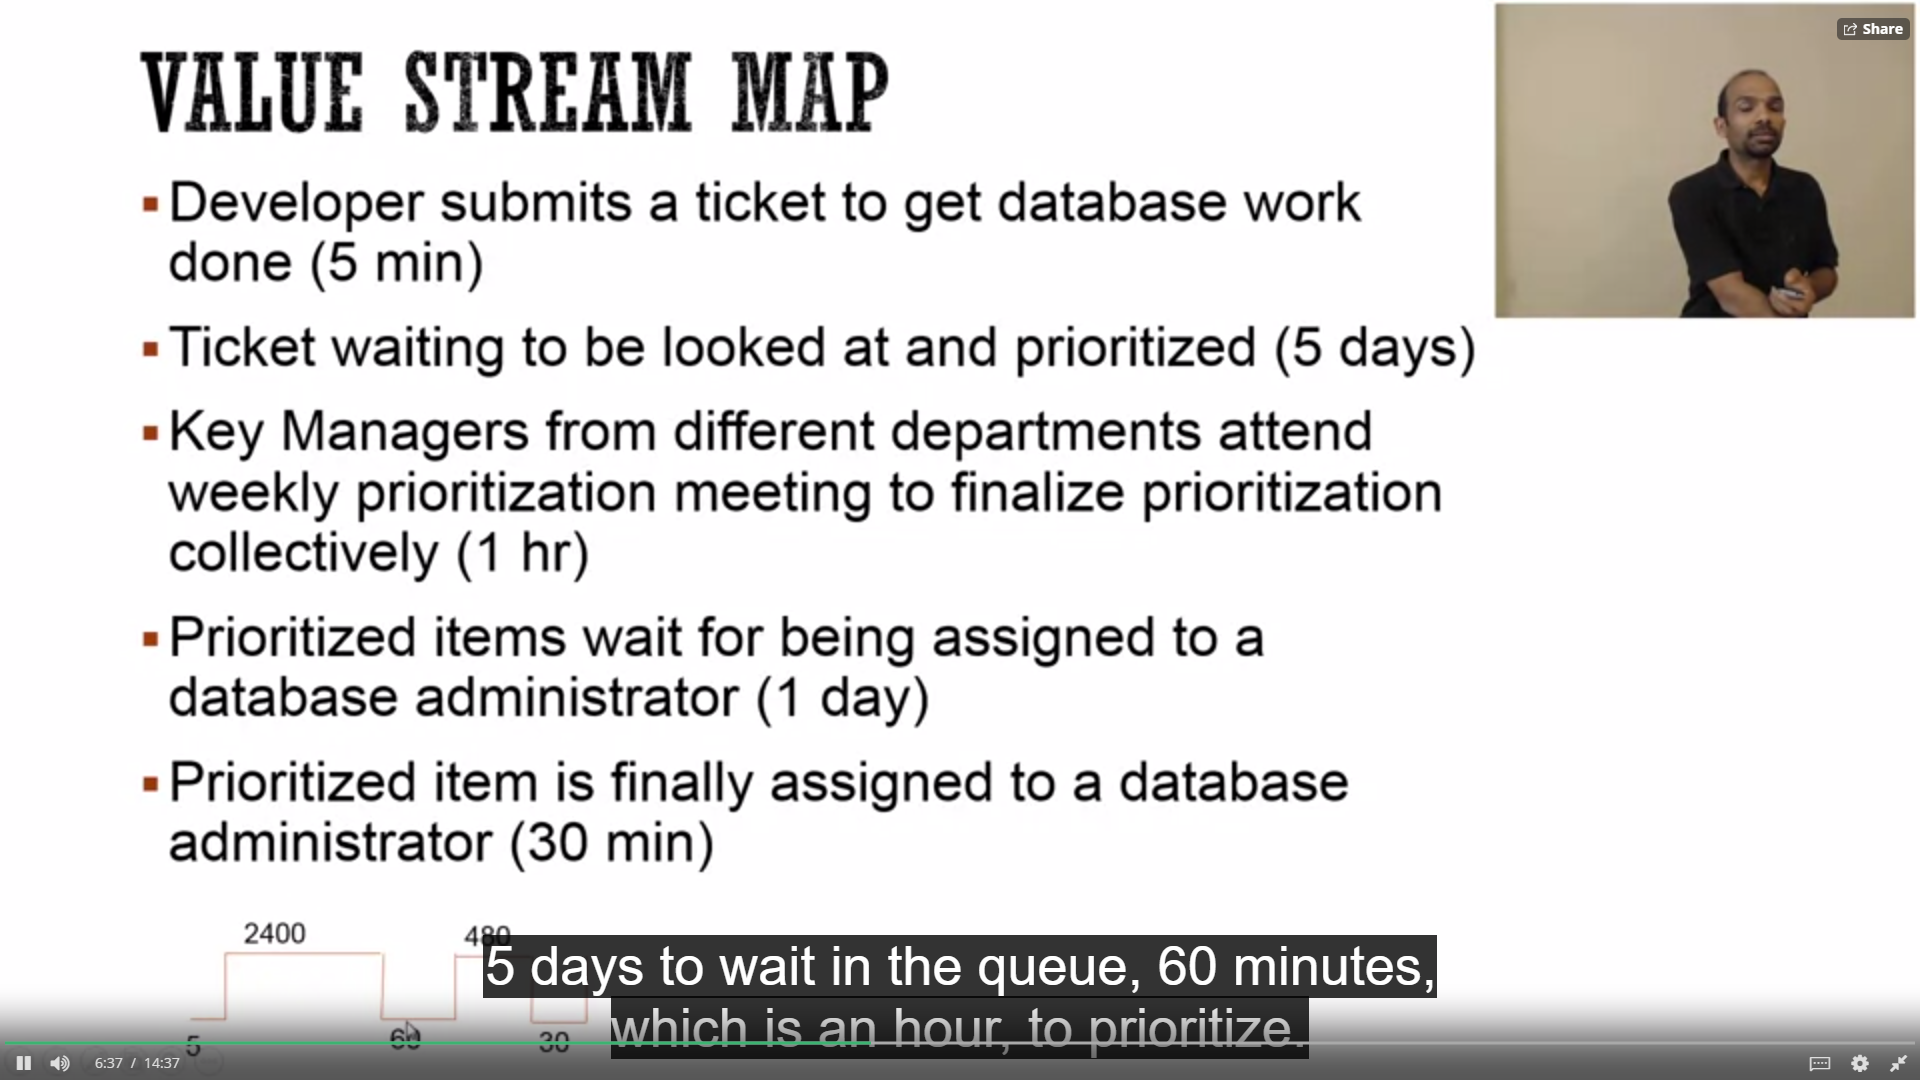 Share
VALUE STREAM MAP
▪Developer submits a ticket to get database work
done (5 min)
▪Ticket waiting to be looked at and prioritized (5 days)
▪Key Managers from different departments attend
weekly prioritization meeting to finalize prioritization
collectively (1 hr)
▪Prioritized items wait for being assigned to a
database administrator (1 day)
▪Prioritized item is finally assigned to a database
administrator (30 min)
2400
480
5 days to wait in the queue, 60 minutes,
which is an hour, to prioritize.
5
60
30
6:37 / 14:37